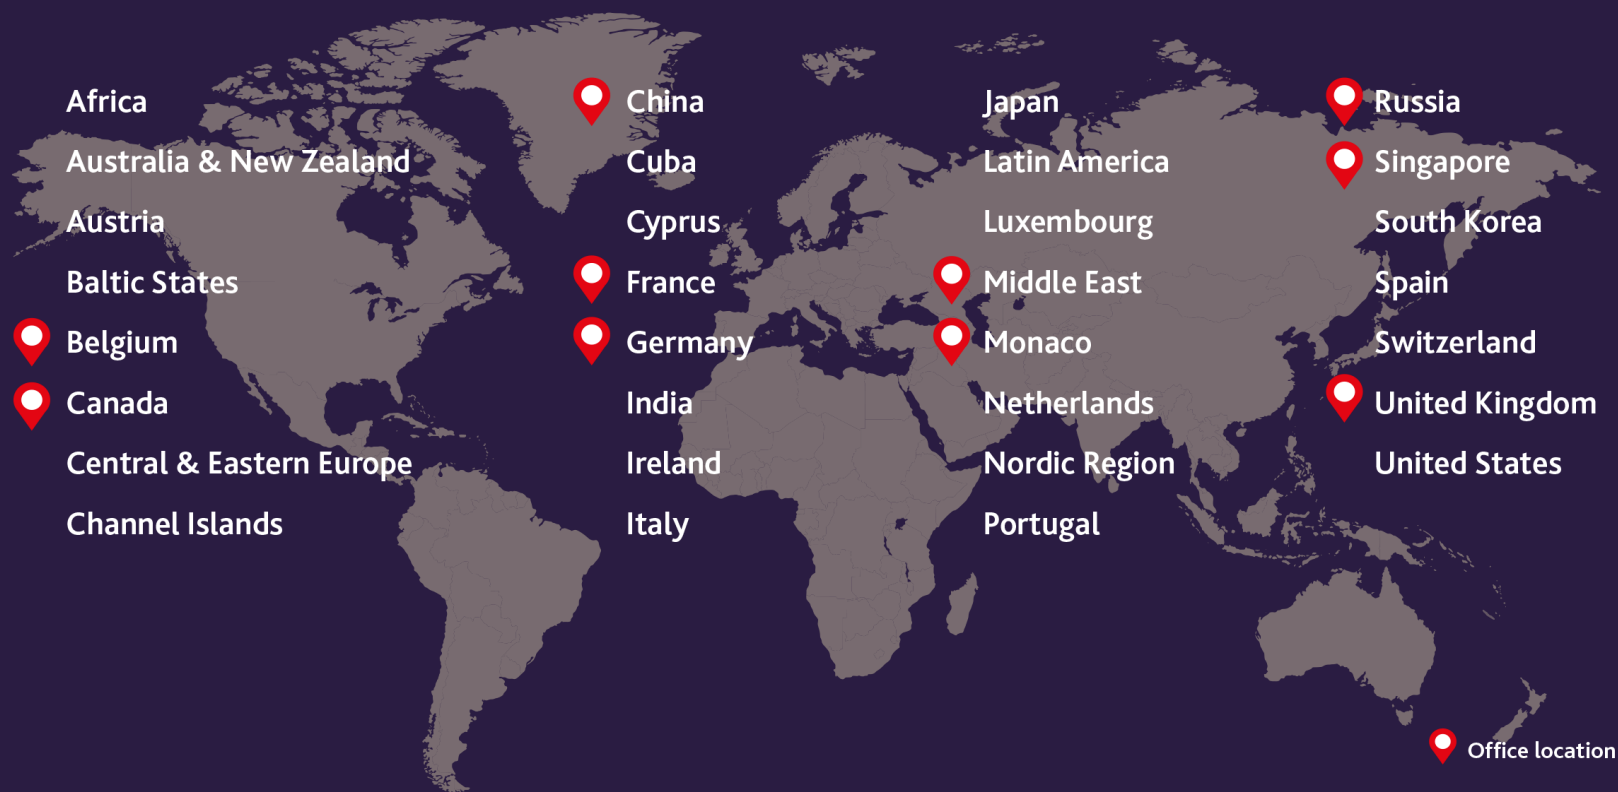 Africa
Australia & New Zealand
Austria
Baltic States
Belgium
Canada
Central & Eastern Europe
Channel Islands
China
Cuba
Cyprus
France
Germany
India
Ireland
Italy
Japan
Latin America
Luxembourg
Middle East
Monaco
Netherlands
Nordic Region
Portugal
Russia
Singapore
South Korea
Spain
Switzerland
United Kingdom
United States
Office location